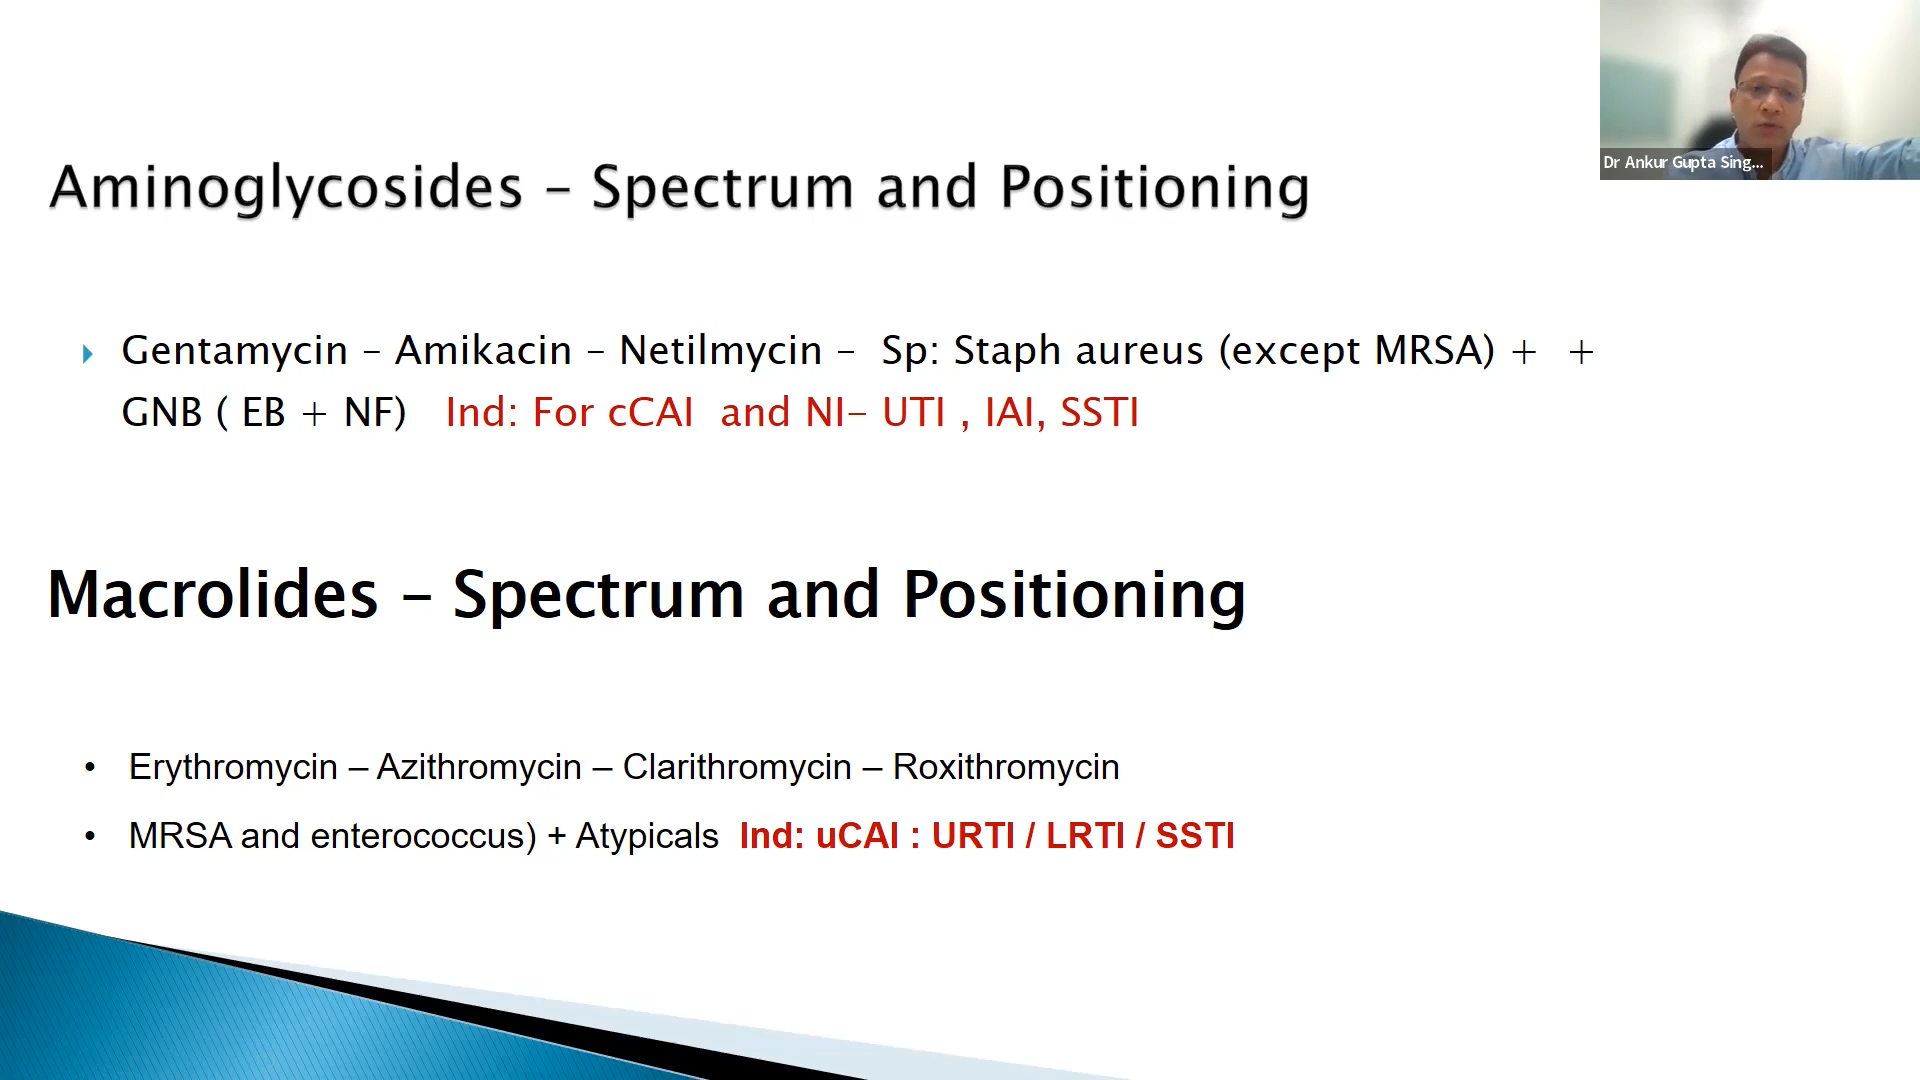 Dr Ankur Gupta Sing...
Aminoglycosides – Spectrum and Positioning
Gentamycin – Amikacin – Netilmycin – Sp: Staph aureus (except MRSA) + +
GNB ( EB + NF) Ind: For cCAI and NI– UTI , IAI, SSTI
Macrolides – Spectrum and Positioning
• Erythromycin – Azithromycin – Clarithromycin – Roxithromycin
• MRSA and enterococcus) + Atypicals Ind: uCAI : URTI / LRTI / SSTI